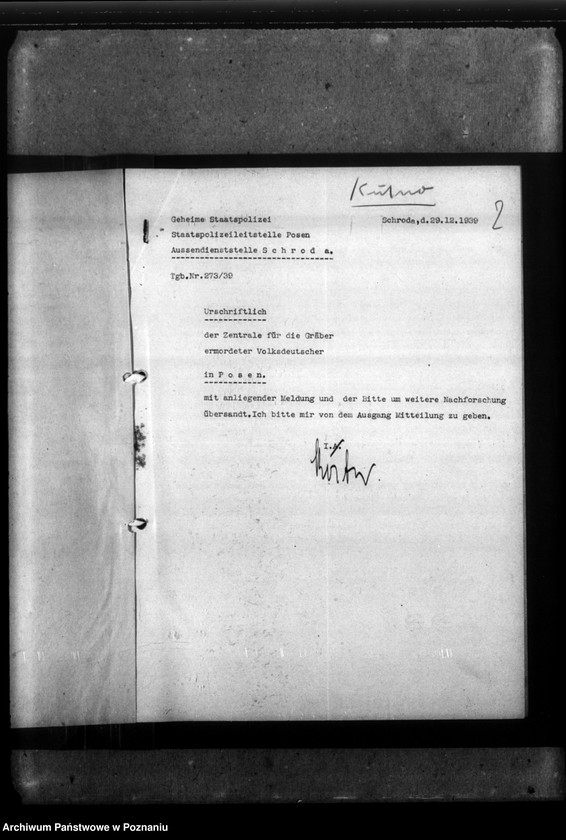 Kutno
Geheime Staatspolizei
Schroda,d.29.12.1939
2
Staatspolizeileitstelle Posen
Aussendienststelle S c h r o d a.
Tgb.Nr.273/39
Urschriftlich
der Zentrale für die Gräber
ermordeter Volksdeutscher
in P o s e n.
mit anliegender Meldung und der Bitte um weitere Nachforschung
übersandt.Ich bitte mir von dem Ausgang Mitteilung zu geben.
Archiwum Państwowe w Poznaniu